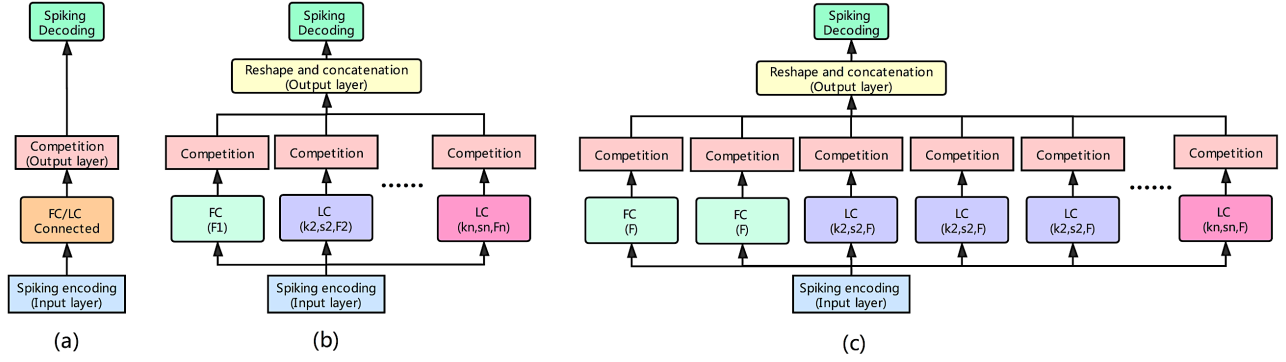 Spiking
Decoding
Competition
(Output layer)
FC/LC
Connected
Spiking encoding
(Input layer)
(a)
Spiking
Decoding
Reshape and concatenation
(Output layer)
Competition
Competition
Competition
FC
(F1)
LC
(k2,s2,F2)
......
LC
(kn,sn,Fn)
Spiking encoding
(Input layer)
(b)
Spiking
Decoding
Reshape and concatenation
(Output layer)
Competition
Competition
Competition
Competition
Competition
Competition
FC
(F)
FC
(F)
LC
(k2,s2,F)
LC
(k2,s2,F)
LC
(k2,s2,F)
......
LC
(kn,sn,F)
Spiking encoding
(Input layer)
(c)